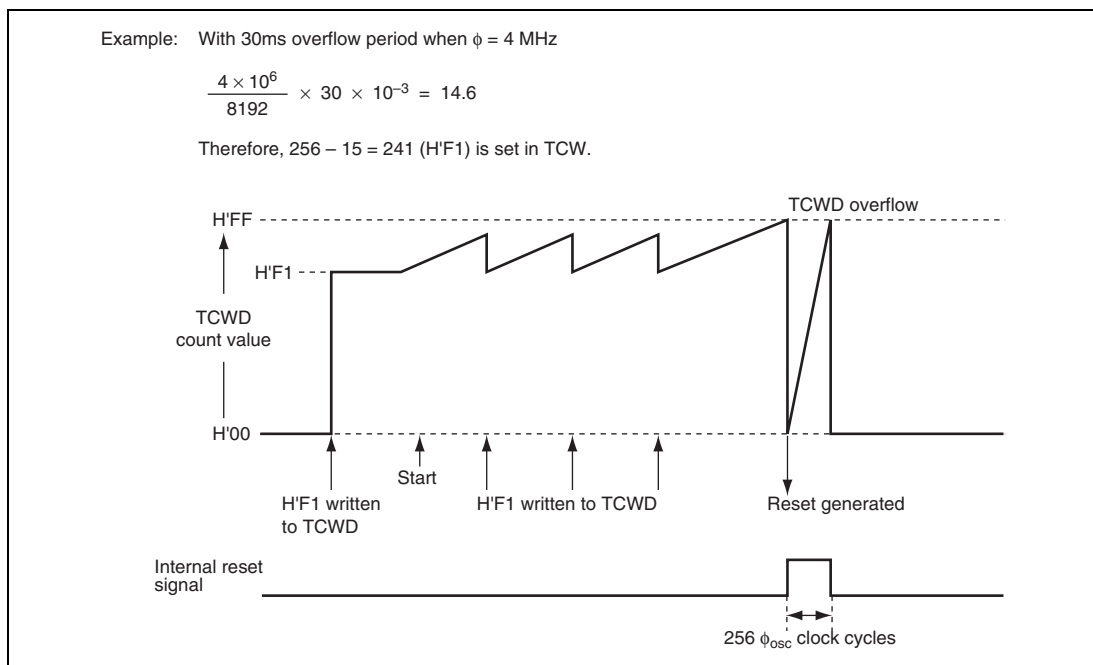 Example: With 30ms overflow period when ϕ = 4 MHz
4 × 10⁶
8192
× 30 × 10⁻³ = 14.6
Therefore, 256 – 15 = 241 (H'F1) is set in TCW.
TCWD overflow
H'FF
H'F1
TCWD
count value
H'00
Start
H'F1 written
to TCWD
H'F1 written to TCWD
Reset generated
Internal reset
signal
256 ϕosc clock cycles